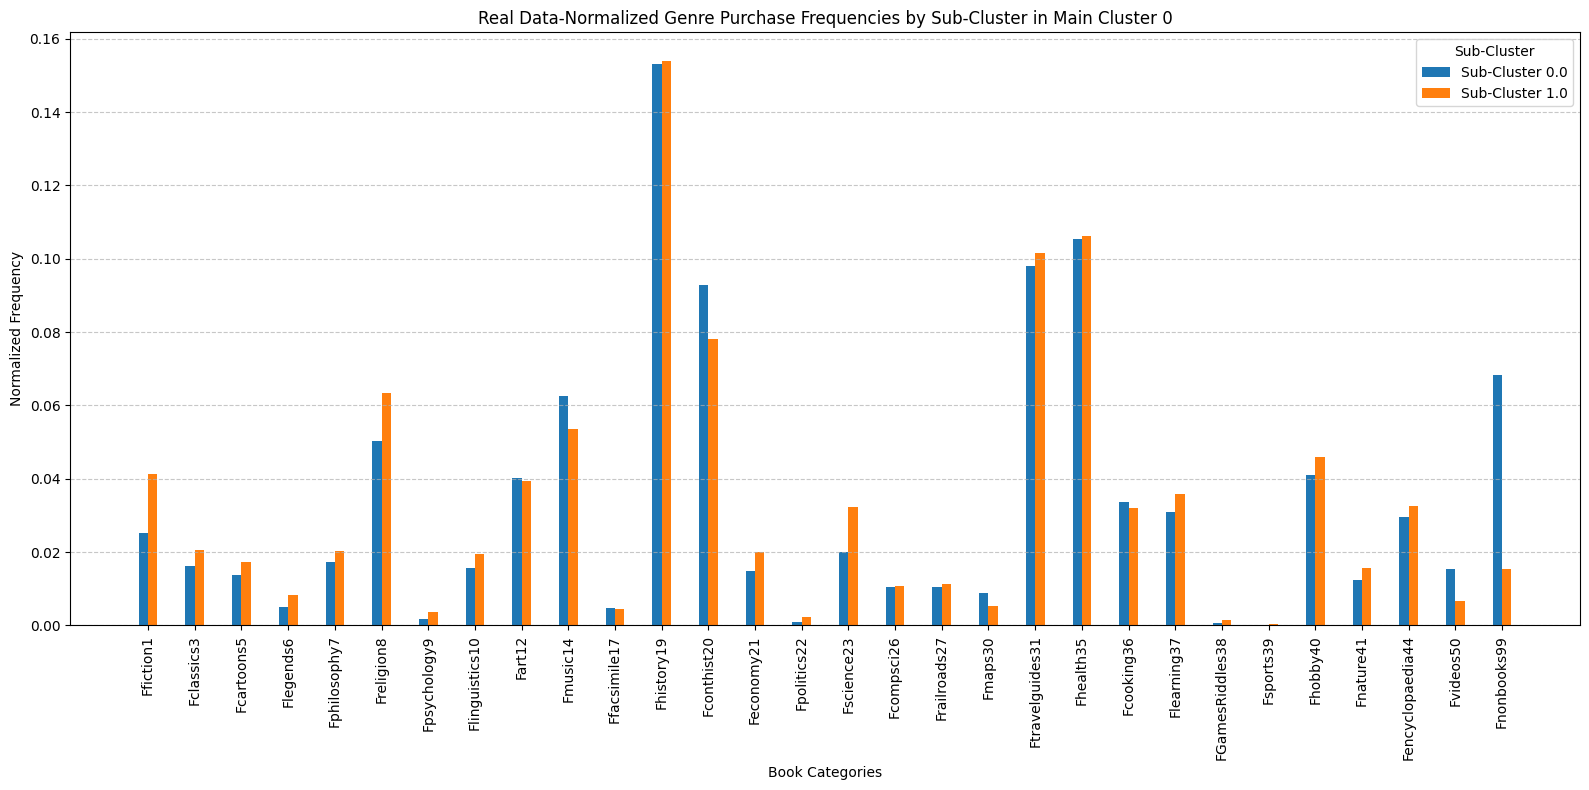 Real Data-Normalized Genre Purchase Frequencies by Sub-Cluster in Main Cluster 0
Sub-Cluster
Sub-Cluster 0.0
Sub-Cluster 1.0
Normalized Frequency
0.16
0.14
0.12
0.10
0.08
0.06
0.04
0.02
0.00
Ffiction1
Fclassics3
Fcartoons5
Flegends6
Fphilosophy7
Freligion8
Fpsychology9
Flinguistics10
Fart12
Fmusic14
Ffacsimile17
Fhistory19
Fconthist20
Feconomy21
Fpolitics22
Fscience23
Fcompsci26
Frailroads27
Fmaps30
Ftravelguides31
Fhealth35
Fcooking36
Flearning37
FGamesRiddles38
Fsports39
Fhobby40
Fnature41
Fencyclopaedia44
Fvideos50
Fnonbooks99
Book Categories